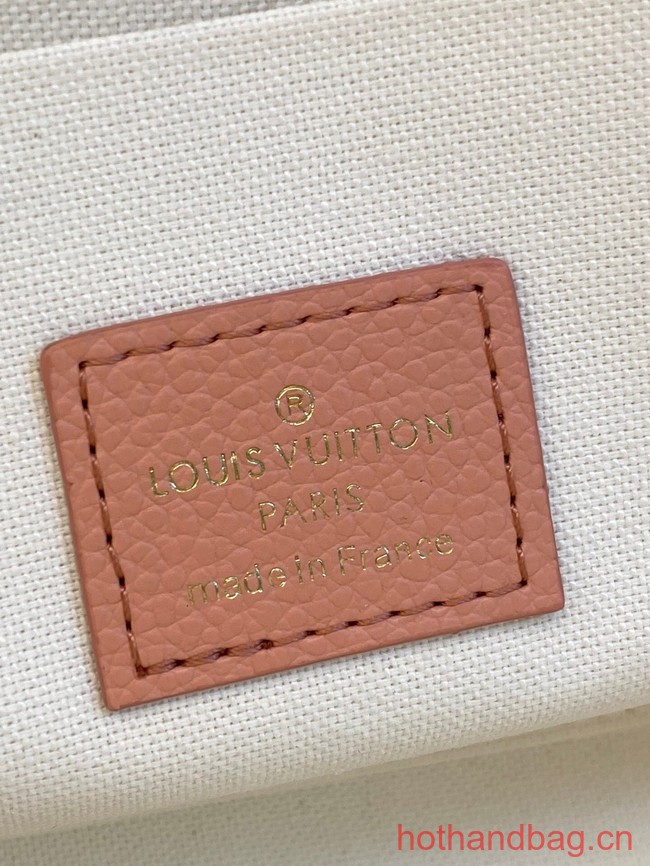 ®
LOUIS VUITTON
PARIS
made in France
hothandbag.cn